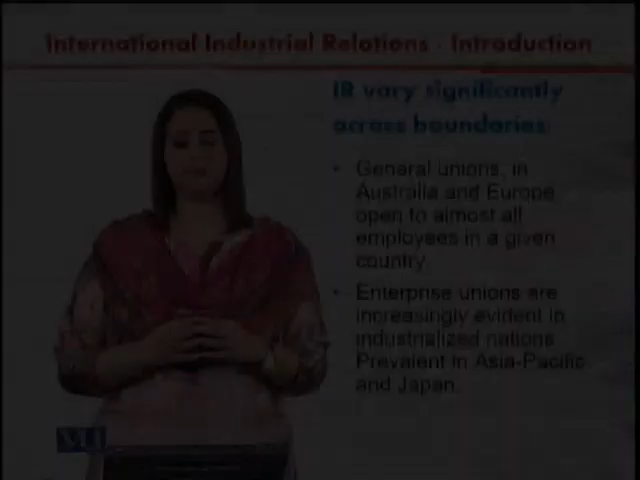 International Industrial Relations - Introduction
IR vary significantly
across boundaries:
• General unions, in
Australia and Europe
open to almost all
employees in a given
country.
• Enterprise unions are
increasingly evident in
industrialized nations
Prevalent in Asia-Pacific
and Japan.